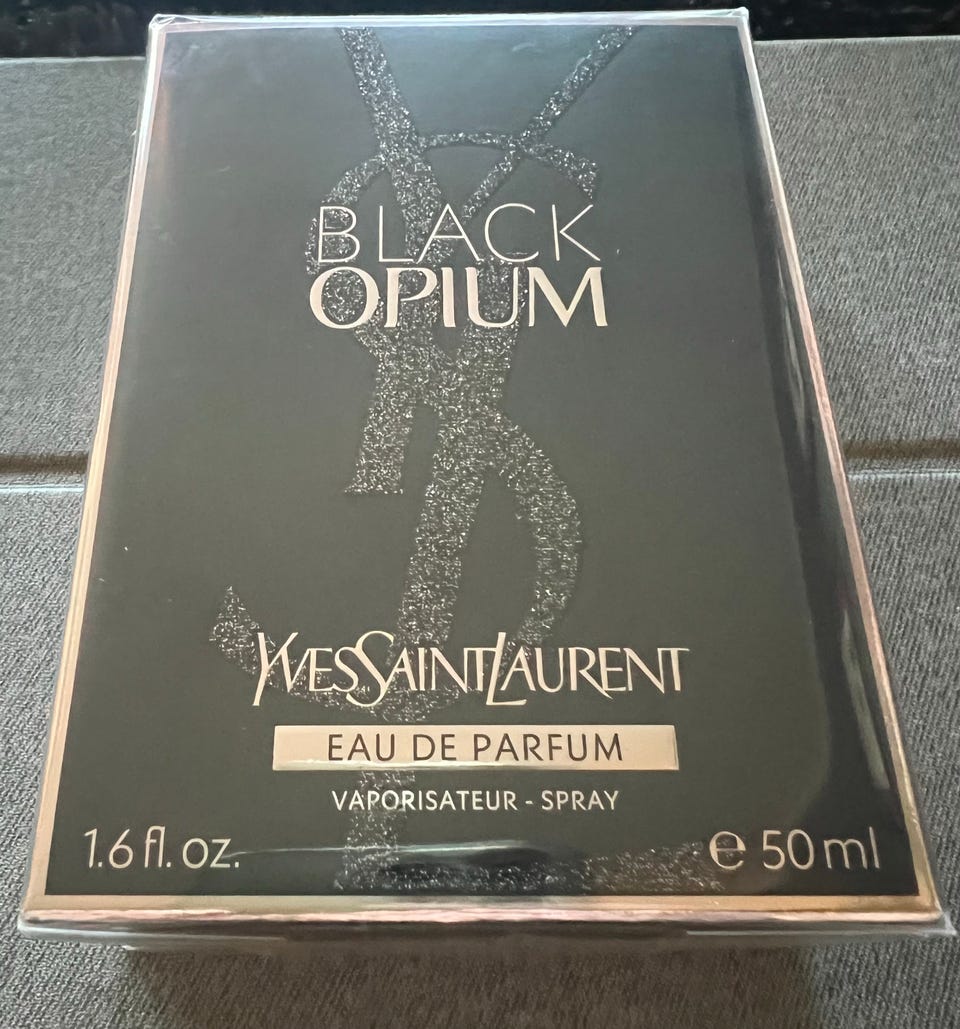 BLACK
OPIUM
YVESSAINTLAURENT
EAU DE PARFUM
VAPORISATEUR - SPRAY
1.6 fl. oz. ℮ 50 ml